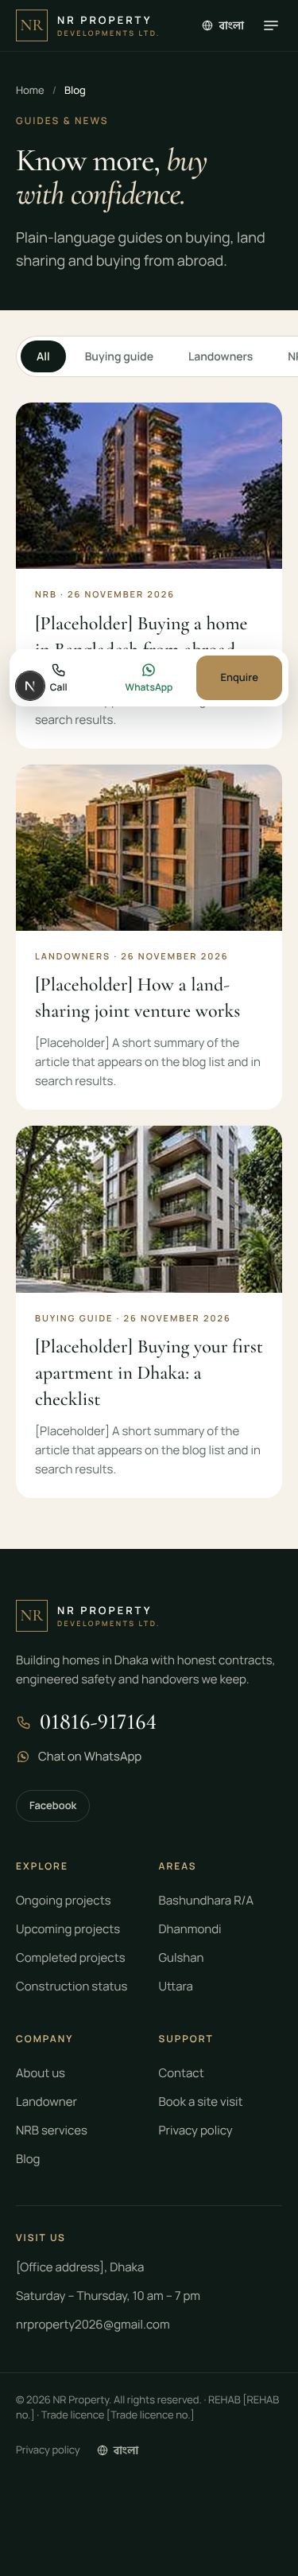 NR
NR PROPERTY
DEVELOPMENTS LTD.
বাংলা
Home / Blog
GUIDES & NEWS
Know more, buy
with confidence.
Plain-language guides on buying, land
sharing and buying from abroad.
All
Buying guide
Landowners
NRB · 26 NOVEMBER 2026
[Placeholder] Buying a home
in Bangladesh from abroad
Call
WhatsApp
Enquire
N
search results.
LANDOWNERS · 26 NOVEMBER 2026
[Placeholder] How a land-
sharing joint venture works
[Placeholder] A short summary of the
article that appears on the blog list and in
search results.
BUYING GUIDE · 26 NOVEMBER 2026
[Placeholder] Buying your first
apartment in Dhaka: a
checklist
[Placeholder] A short summary of the
article that appears on the blog list and in
search results.
NR
NR PROPERTY
DEVELOPMENTS LTD.
Building homes in Dhaka with honest contracts,
engineered safety and handovers we keep.
01816-917164
Chat on WhatsApp
Facebook
EXPLORE
Ongoing projects
Upcoming projects
Completed projects
Construction status
AREAS
Bashundhara R/A
Dhanmondi
Gulshan
Uttara
COMPANY
About us
Landowner
NRB services
Blog
SUPPORT
Contact
Book a site visit
Privacy policy
VISIT US
[Office address], Dhaka
Saturday – Thursday, 10 am – 7 pm
nrproperty2026@gmail.com
© 2026 NR Property. All rights reserved. · REHAB [REHAB
no.] · Trade licence [Trade licence no.]
Privacy policy
বাংলা